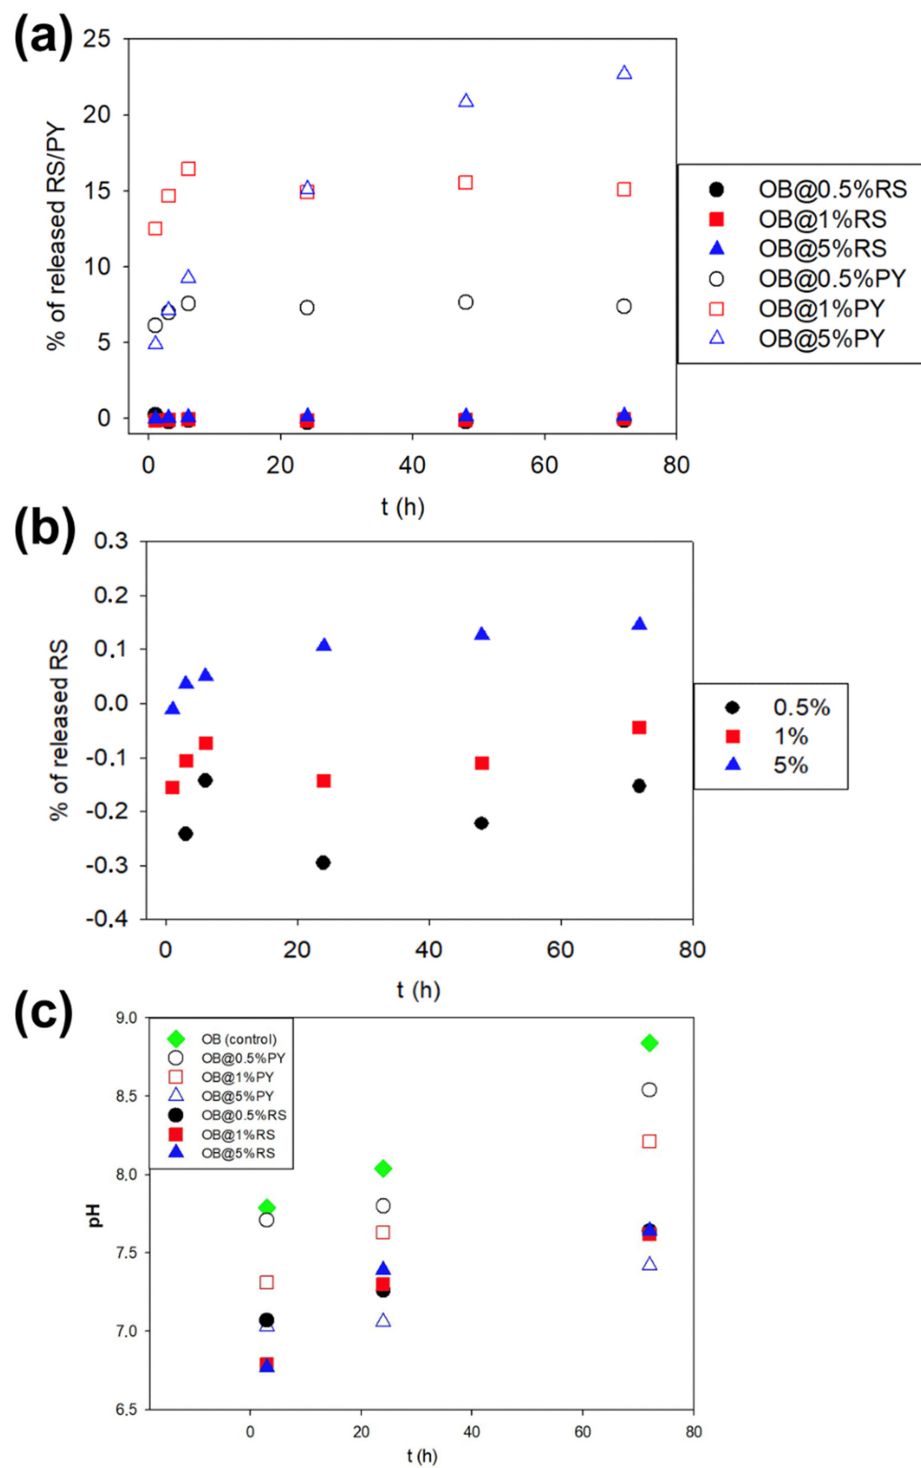 (a)
25
20
15
10
5
0
% of released RS/PY
0 20 40 60 80
t (h)
OB@0.5%RS
OB@1%RS
OB@5%RS
OB@0.5%PY
OB@1%PY
OB@5%PY
(b)
0.3
0.2
0.1
0.0
-0.1
-0.2
-0.3
-0.4
% of released RS
0 20 40 60 80
t (h)
0.5%
1%
5%
(c)
9.0
8.5
8.0
7.5
7.0
6.5
pH
OB (control)
OB@0.5%PY
OB@1%PY
OB@5%PY
OB@0.5%RS
OB@1%RS
OB@5%RS
0 20 40 60 80
t (h)